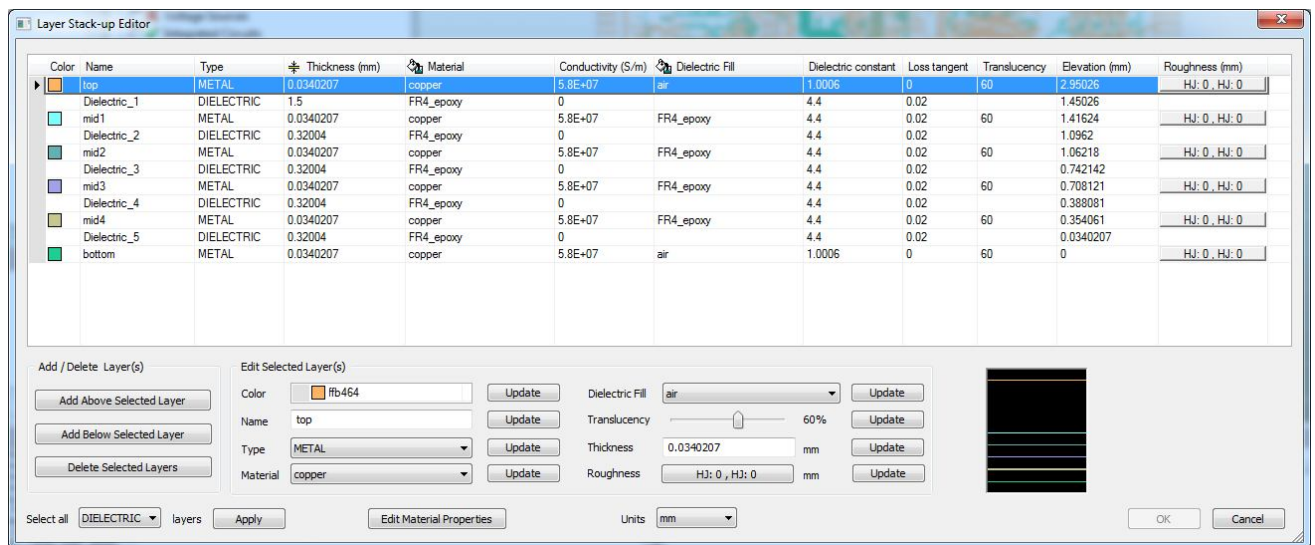 Layer Stack-up Editor
Color Name Type Thickness (mm) Material Conductivity (S/m) Dielectric Fill Dielectric constant Loss tangent Translucency Elevation (mm) Roughness (mm)
top METAL 0.0340207 copper 5.8E+07 air 1.0006 0 60 2.95026 HJ: 0 , HJ: 0
Dielectric_1 DIELECTRIC 1.5 FR4_epoxy 0 4.4 0.02 1.45026
mid1 METAL 0.0340207 copper 5.8E+07 FR4_epoxy 4.4 0.02 60 1.41624 HJ: 0 , HJ: 0
Dielectric_2 DIELECTRIC 0.32004 FR4_epoxy 0 4.4 0.02 1.0962
mid2 METAL 0.0340207 copper 5.8E+07 FR4_epoxy 4.4 0.02 60 1.06218 HJ: 0 , HJ: 0
Dielectric_3 DIELECTRIC 0.32004 FR4_epoxy 0 4.4 0.02 0.742142
mid3 METAL 0.0340207 copper 5.8E+07 FR4_epoxy 4.4 0.02 60 0.708121 HJ: 0 , HJ: 0
Dielectric_4 DIELECTRIC 0.32004 FR4_epoxy 0 4.4 0.02 0.388081
mid4 METAL 0.0340207 copper 5.8E+07 FR4_epoxy 4.4 0.02 60 0.354061 HJ: 0 , HJ: 0
Dielectric_5 DIELECTRIC 0.32004 FR4_epoxy 0 4.4 0.02 0.0340207
bottom METAL 0.0340207 copper 5.8E+07 air 1.0006 0 60 0 HJ: 0 , HJ: 0
Add / Delete Layer(s)
Add Above Selected Layer
Add Below Selected Layer
Delete Selected Layers
Edit Selected Layer(s)
Color ffb464 Update Dielectric Fill air Update
Name top Update Translucency 60% Update
Type METAL Update Thickness 0.0340207 mm Update
Material copper Update Roughness HJ: 0 , HJ: 0 mm Update
Select all DIELECTRIC layers Apply Edit Material Properties Units mm OK Cancel